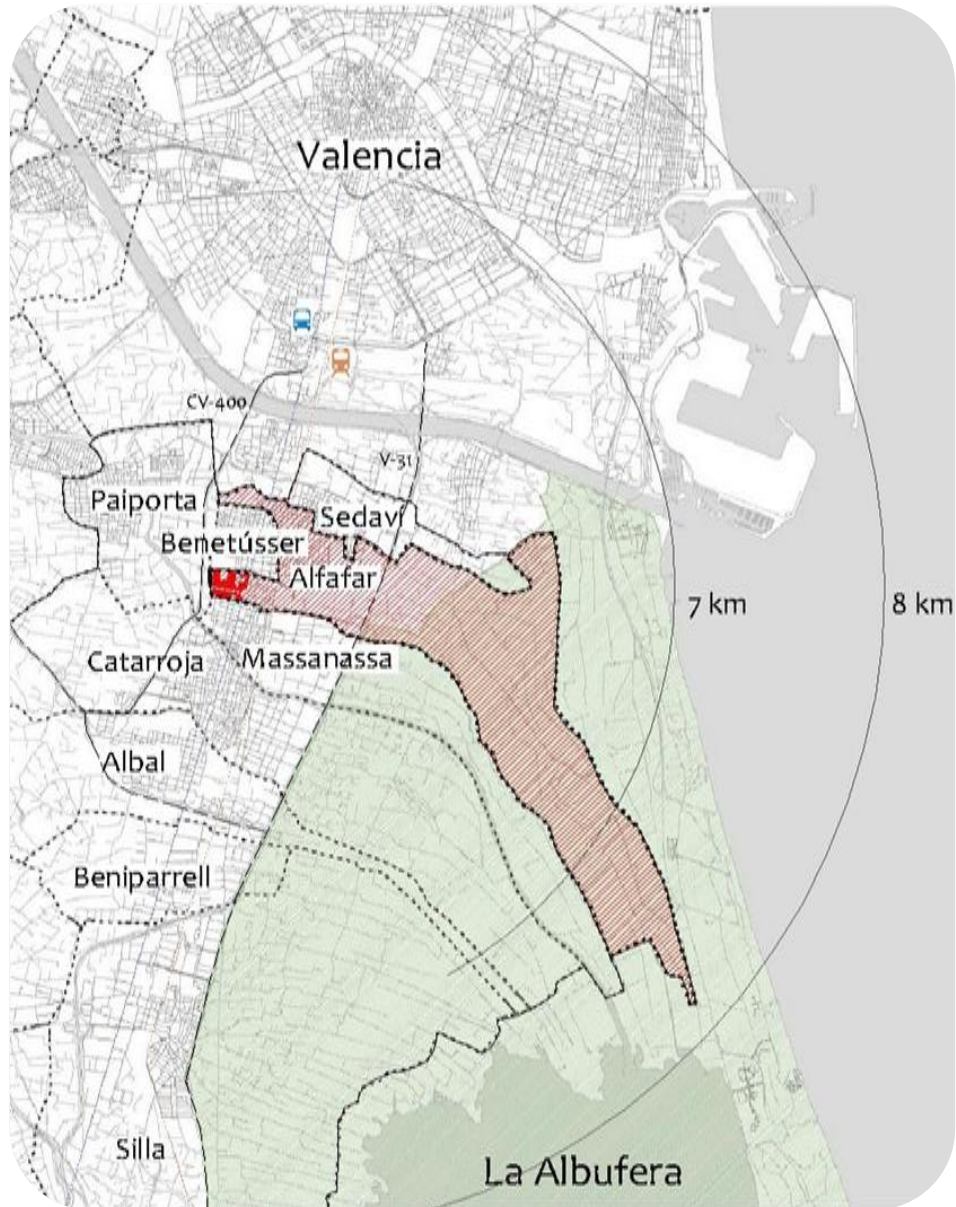 Valencia
CV-400
V-31
Paiporta
Sedaví
Benetússer
Alfafar
7 km
8 km
Catarroja
Massanassa
Albal
Beniparrell
Silla
La Albufera